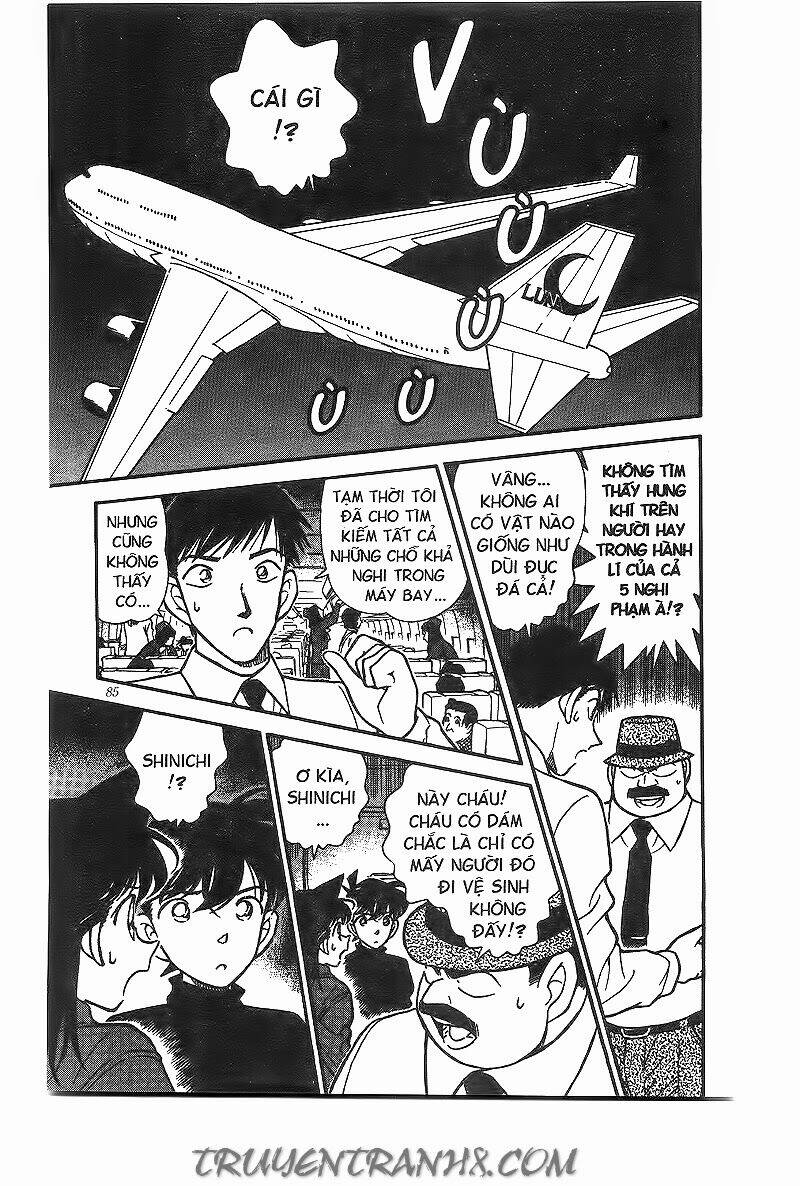 CÁI GÌ
!?
VÙ
Ù
Ù
Ù
Ù
LUN
KHÔNG TÌM
THẤY HUNG
KHÍ TRÊN
NGƯỜI HAY
TRONG HÀNH
LÍ CỦA CẢ
5 NGHI
PHẠM À!?
VÂNG...
KHÔNG AI
CÓ VẬT NÀO
GIỐNG NHƯ
DÙI ĐỤC
ĐÁ CẢ!
TẠM THỜI TÔI
ĐÃ CHO TÌM
KIẾM TẤT CẢ
NHỮNG CHỔ KHẢ
NGHI TRONG
MÁY BAY...
NHƯNG
CŨNG
KHÔNG
THẤY
CÓ...
85
NÀY CHÁU!
CHÁU CÓ DÁM
CHẮC LÀ CHỈ CÓ
MẤY NGƯỜI ĐÓ
ĐI VỆ SINH
KHÔNG
ĐẤY!?
Ơ KÌA,
SHINICHI
...
SHINICHI
!?
TRUYENTRANH8.COM